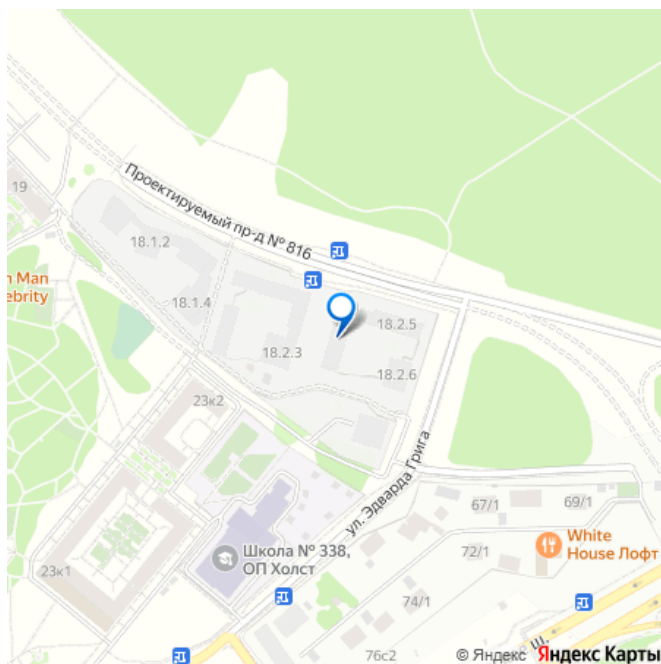 19
Проектируемый пр-д № 816
18.1.2
n Man
ebrity
18.1.4
18.2.5
18.2.3
18.2.6
23к2
ул. Эдварда Грига
67/1
69/1
White
House Лофт
72/1
Школа № 338,
ОП Холст
23к1
74/1
76с2
е Ш.
© Яндекс Яндекс Карты